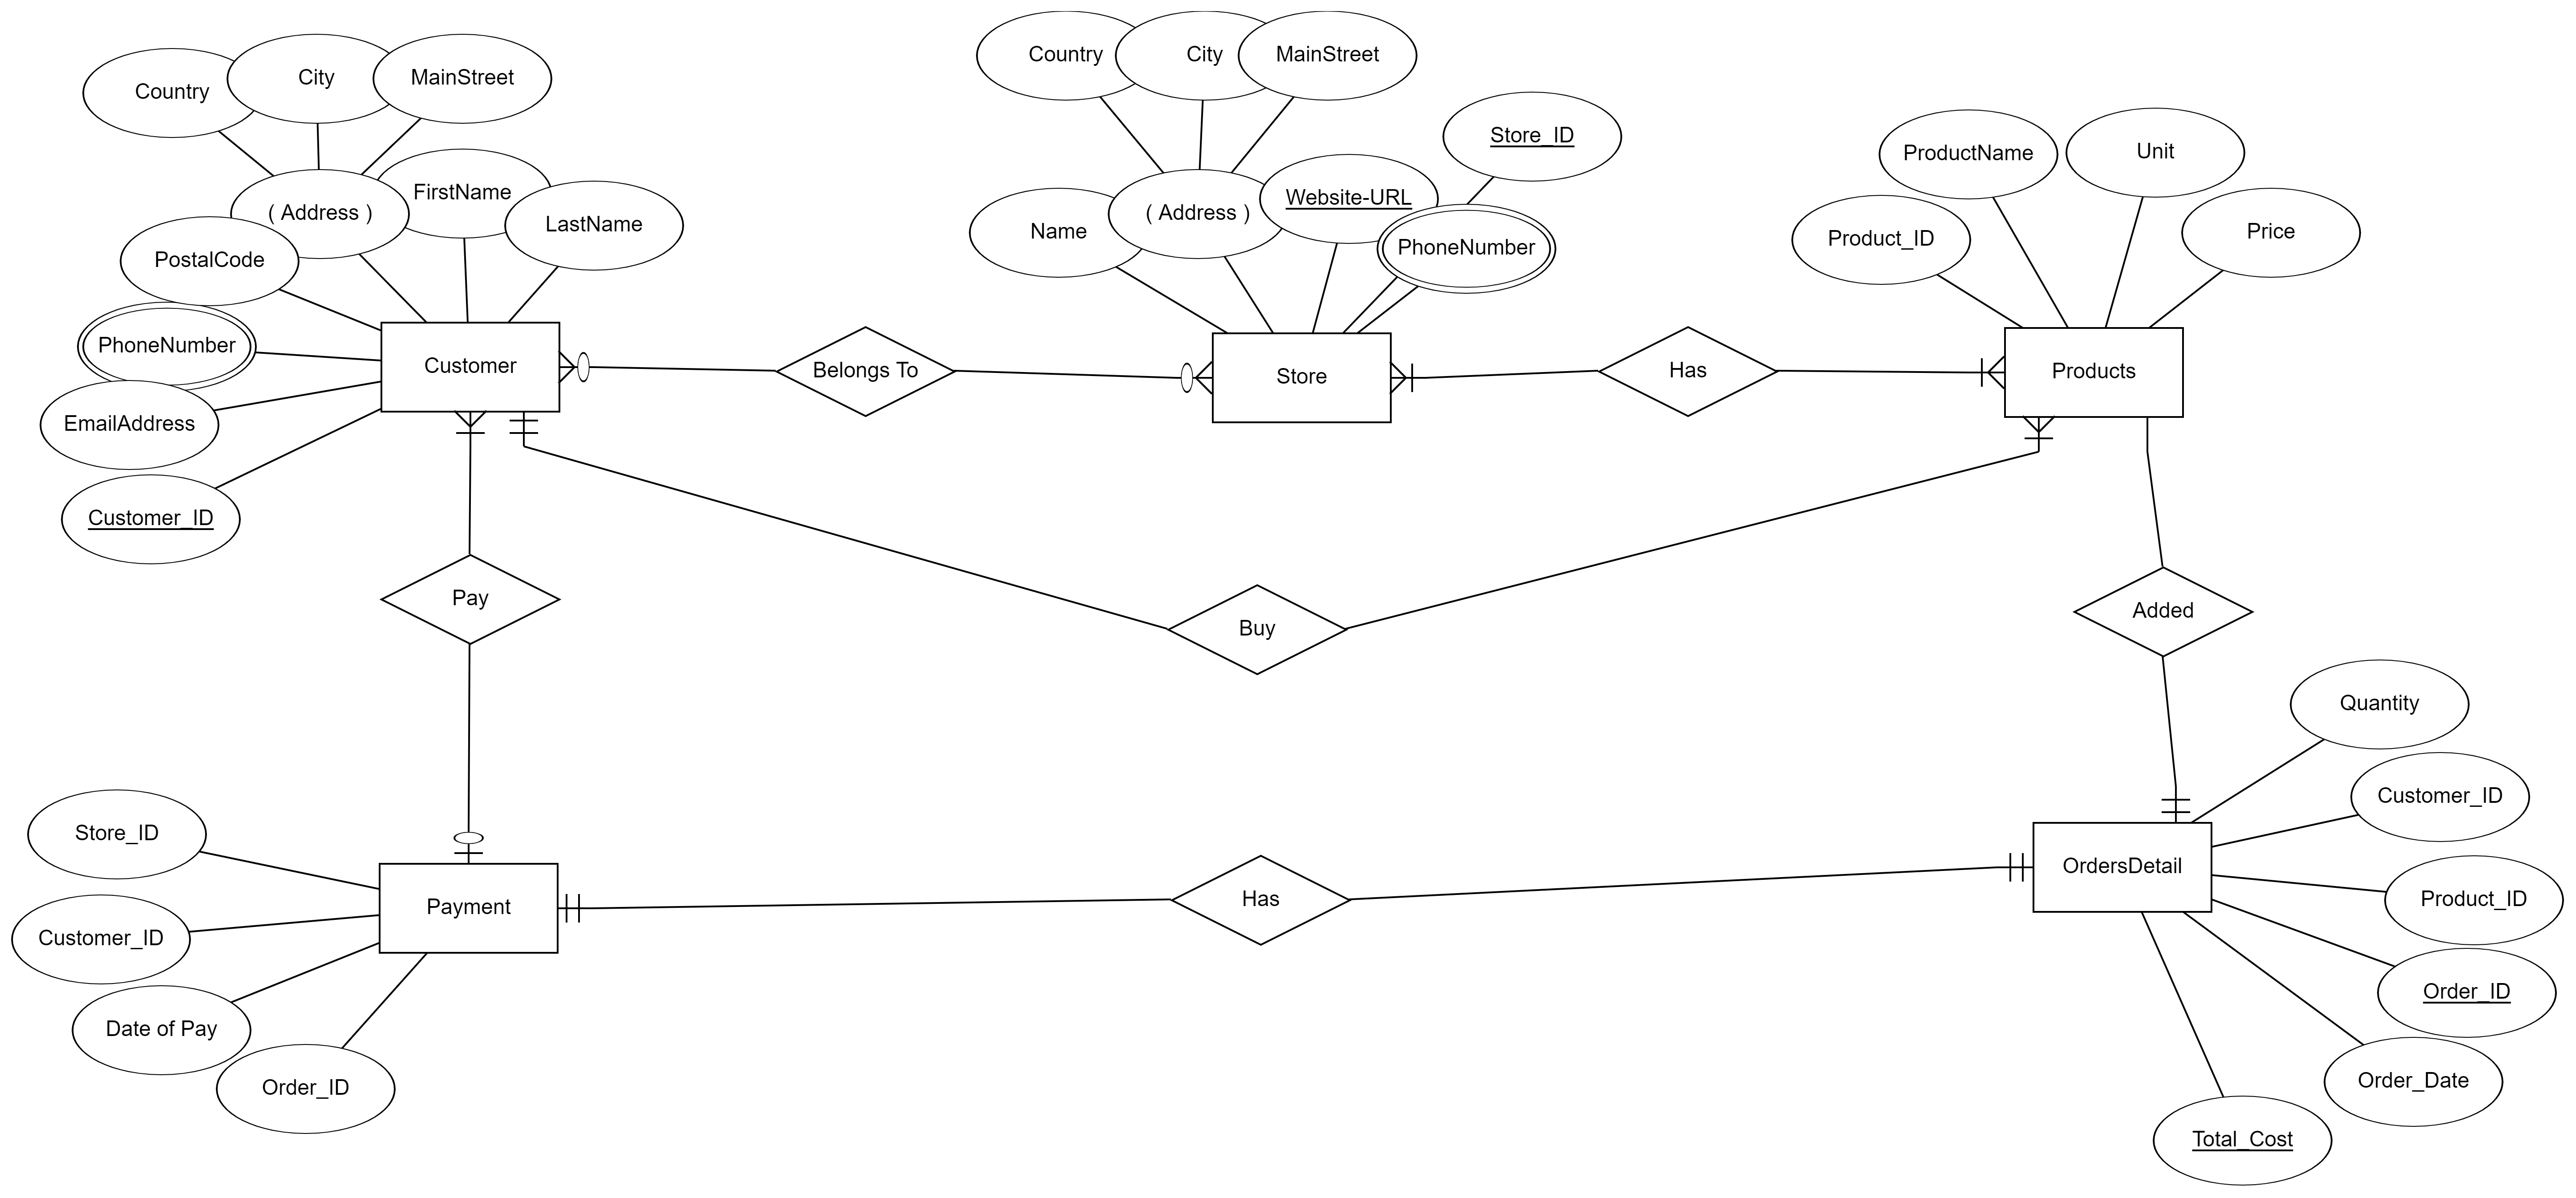 Country
City
MainStreet
( Address )
FirstName
LastName
PostalCode
PhoneNumber
EmailAddress
Customer_ID
Customer
Belongs To
Country
City
MainStreet
Store_ID
Name
( Address )
Website-URL
PhoneNumber
Store
Has
ProductName
Unit
Product_ID
Price
Products
Pay
Buy
Added
Store_ID
Customer_ID
Date of Pay
Order_ID
Payment
Has
Quantity
Customer_ID
OrdersDetail
Product_ID
Order_ID
Order_Date
Total_Cost